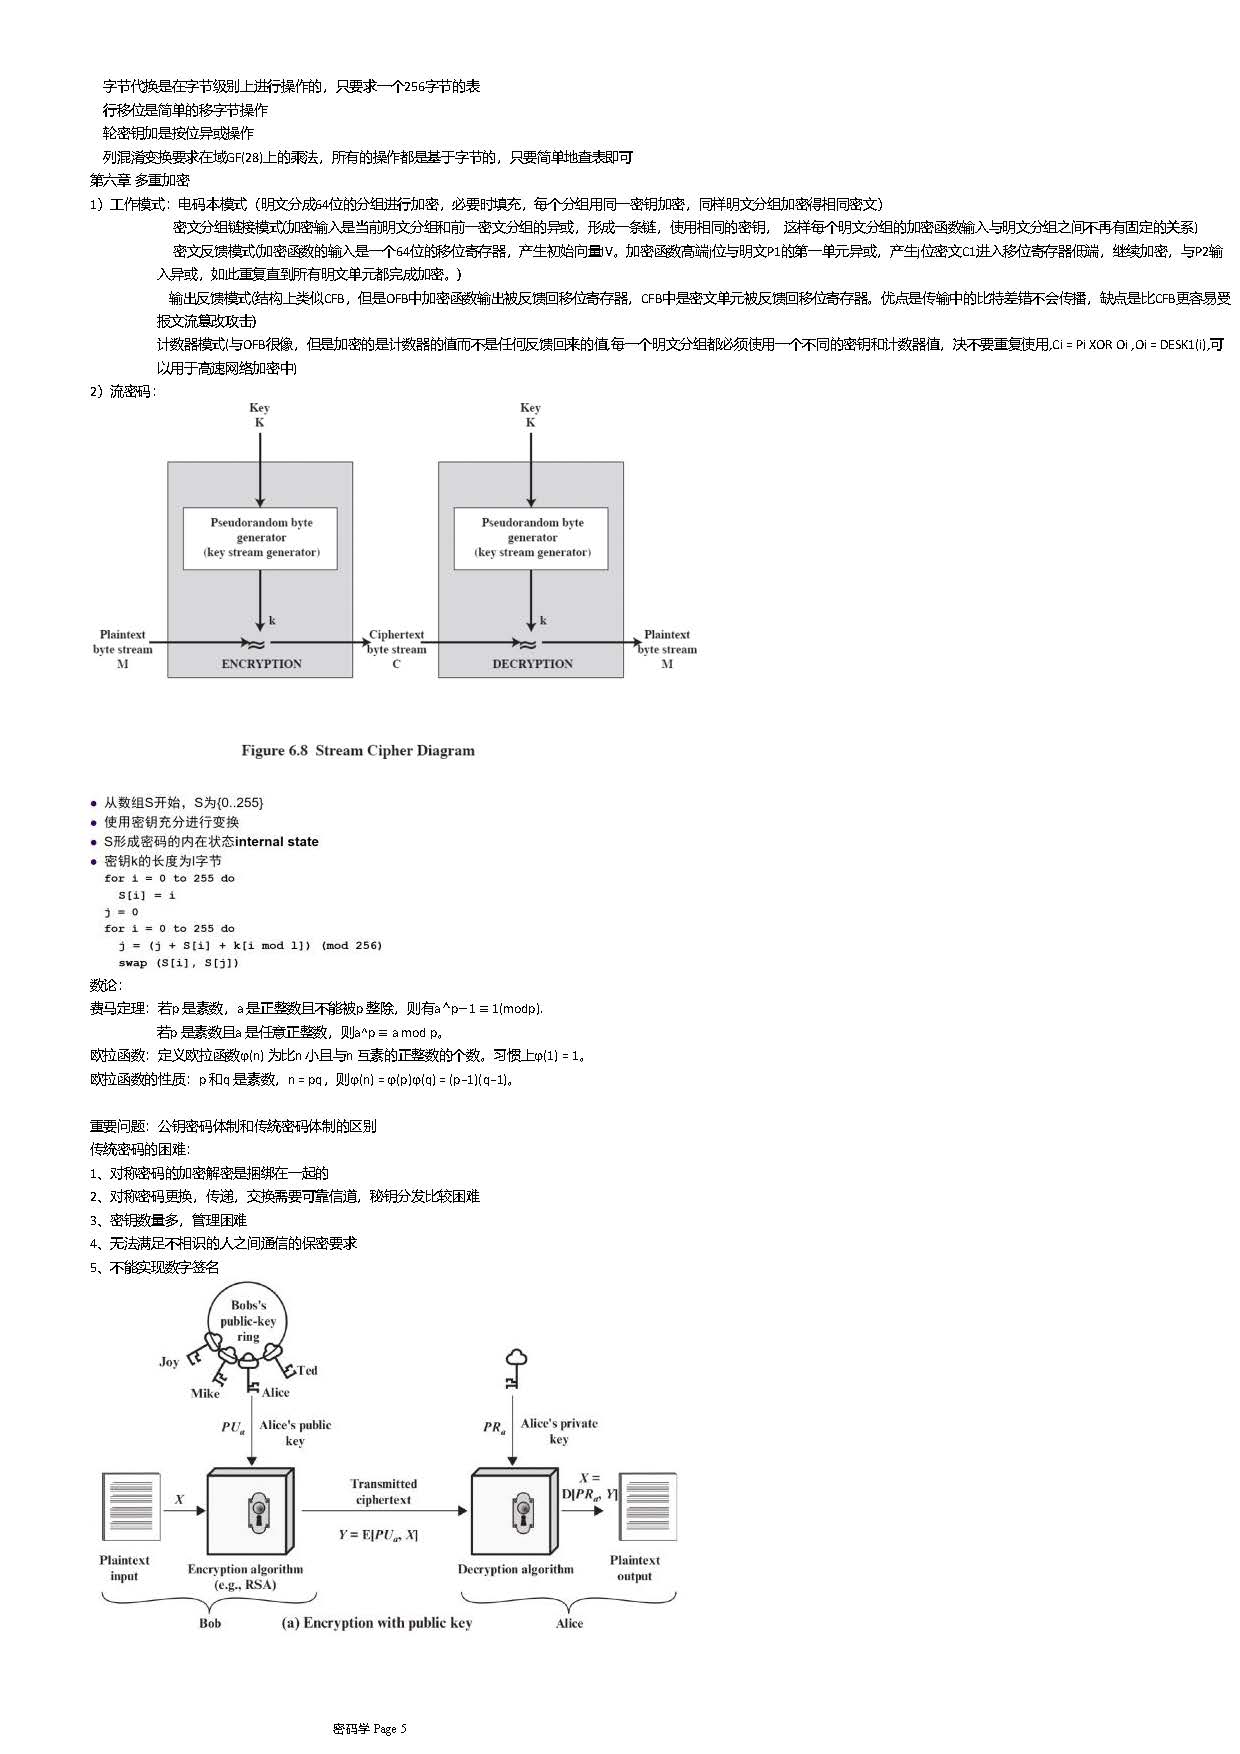 字节代换是在字节级别上进行操作的，只要求一个256字节的表
行移位是简单的移字节操作
轮密钥加是按位异或操作
列混淆变换要求在域GF(28)上的乘法，所有的操作都是基于字节的，只要简单地查表即可
第六章 多重加密
1）工作模式：电码本模式（明文分成64位的分组进行加密，必要时填充，每个分组用同一密钥加密，同样明文分组加密得相同密文）
密文分组链接模式(加密输入是当前明文分组和前一密文分组的异或，形成一条链，使用相同的密钥， 这样每个明文分组的加密函数输入与明文分组之间不再有固定的关系)
密文反馈模式(加密函数的输入是一个64位的移位寄存器，产生初始向量IV。加密函数高端j位与明文P1的第一单元异或，产生j位密文C1进入移位寄存器低端，继续加密，与P2输
入异或，如此重复直到所有明文单元都完成加密。)
输出反馈模式(结构上类似CFB，但是OFB中加密函数输出被反馈回移位寄存器，CFB中是密文单元被反馈回移位寄存器。优点是传输中的比特差错不会传播，缺点是比CFB更容易受
报文流篡改攻击)
计数器模式(与OFB很像，但是加密的是计数器的值而不是任何反馈回来的值,每一个明文分组都必须使用一个不同的密钥和计数器值，决不要重复使用,Ci = Pi XOR Oi ,Oi = DESK1(i),可
以用于高速网络加密中)
2）流密码：
Key
K
Key
K
Pseudorandom byte
generator
(key stream generator)
Pseudorandom byte
generator
(key stream generator)
k
k
Plaintext
byte stream
M
≈
ENCRYPTION
Ciphertext
byte stream
C
≈
DECRYPTION
Plaintext
byte stream
M
Figure 6.8 Stream Cipher Diagram
● 从数组S开始，S为{0..255}
● 使用密钥充分进行变换
● S形成密码的内在状态internal state
● 密钥k的长度为l字节
for i = 0 to 255 do
S[i] = i
j = 0
for i = 0 to 255 do
j = (j + S[i] + k[i mod l]) (mod 256)
swap (S[i], S[j])
数论：
费马定理：若p 是素数，a 是正整数且不能被p 整除，则有a^p−1 ≡ 1(modp).
若p 是素数且a 是任意正整数，则a^p ≡ a mod p。
欧拉函数：定义欧拉函数φ(n) 为比n 小且与n 互素的正整数的个数。习惯上φ(1) = 1。
欧拉函数的性质：p 和q 是素数，n = pq，则φ(n) = φ(p)φ(q) = (p−1)(q−1)。
重要问题：公钥密码体制和传统密码体制的区别
传统密码的困难：
1、对称密码的加密解密是捆绑在一起的
2、对称密码更换，传递，交换需要可靠信道，秘钥分发比较困难
3、密钥数量多，管理困难
4、无法满足不相识的人之间通信的保密要求
5、不能实现数字签名
Bobs's
public-key
ring
Joy
Ted
Mike
Alice
PUa
Alice's public
key
PRa
Alice's private
key
X
Transmitted
ciphertext
Y = E[PUa, X]
X =
D[PRa, Y]
Plaintext
input
Encryption algorithm
(e.g., RSA)
Decryption algorithm
Plaintext
output
Bob
(a) Encryption with public key
Alice
密码学 Page 5